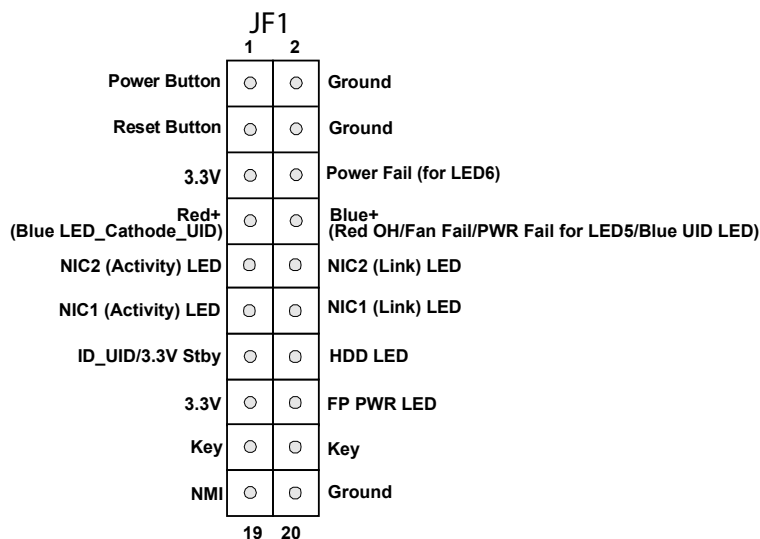 JF1
1 2
Power Button Ground
Reset Button Ground
3.3V Power Fail (for LED6)
Red+ Blue+
(Blue LED_Cathode_UID) (Red OH/Fan Fail/PWR Fail for LED5/Blue UID LED)
NIC2 (Activity) LED NIC2 (Link) LED
NIC1 (Activity) LED NIC1 (Link) LED
ID_UID/3.3V Stby HDD LED
3.3V FP PWR LED
Key Key
NMI Ground
19 20